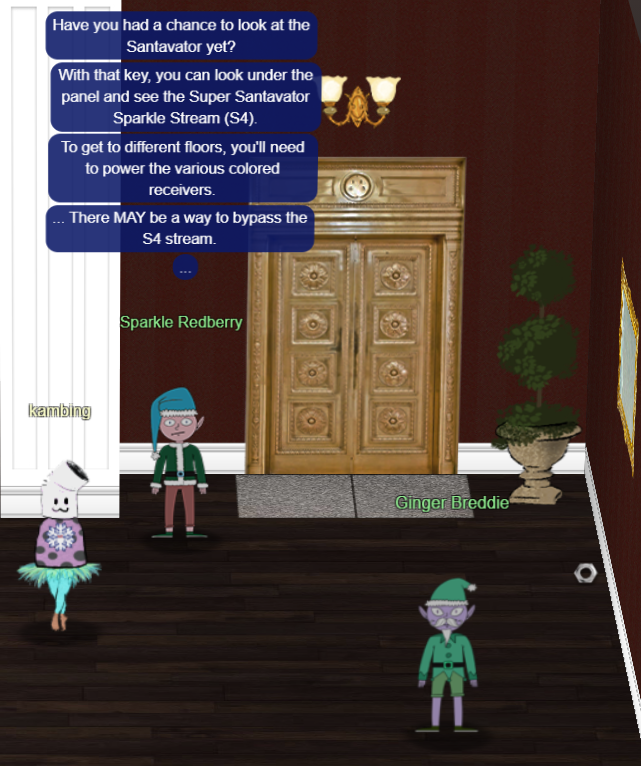 Have you had a chance to look at the
Santavator yet?
With that key, you can look under the
panel and see the Super Santavator
Sparkle Stream (S4).
To get to different floors, you'll need
to power the various colored
receivers.
... There MAY be a way to bypass the
S4 stream.
...
Sparkle Redberry
kambing
Ginger Breddie